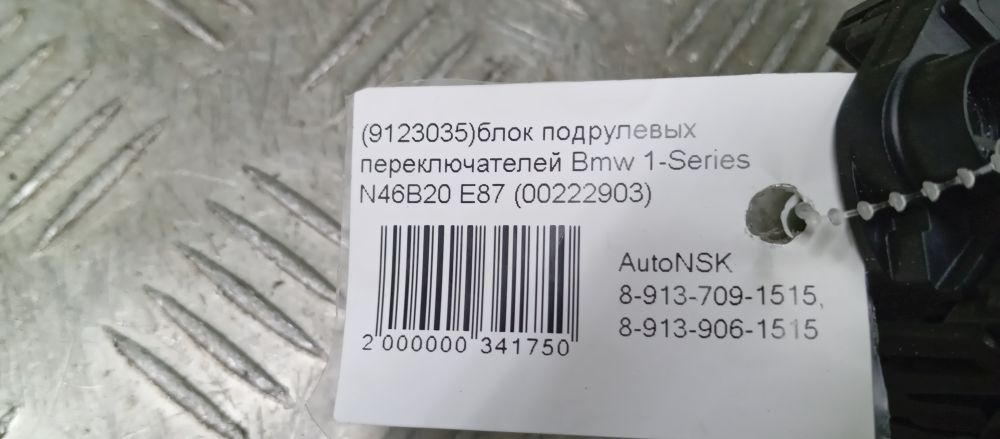 (9123035)блок подрулевых
переключателей Bmw 1-Series
N46B20 E87 (00222903)
AutoNSK
8-913-709-1515,
8-913-906-1515
2 000000 341750